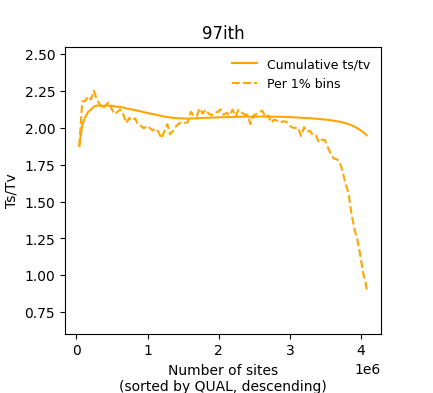 97ith
Cumulative ts/tv
Per 1% bins
Ts/Tv
2.50
2.25
2.00
1.75
1.50
1.25
1.00
0.75
0 1 2 3 4
1e6
Number of sites
(sorted by QUAL, descending)